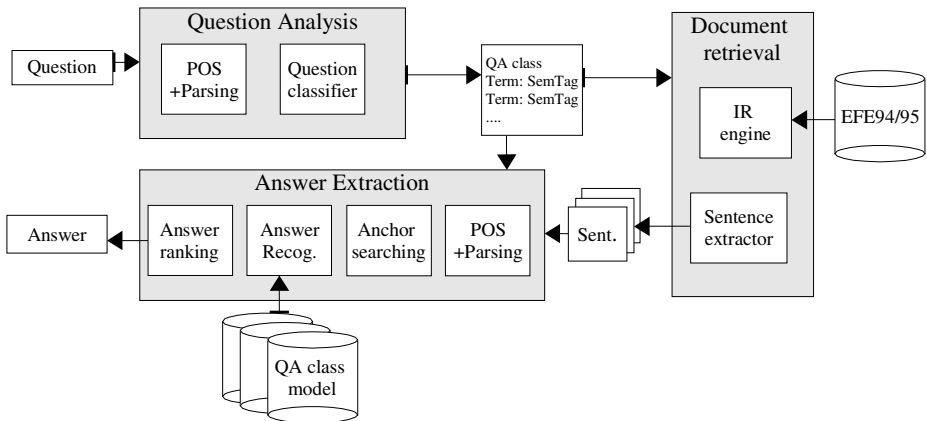 Question Analysis
Question
POS
+Parsing
Question
classifier
QA class
Term: SemTag
Term: SemTag
....
Document
retrieval
IR
engine
EFE94/95
Sentence
extractor
Sent.
Answer Extraction
Answer
Answer
ranking
Answer
Recog.
Anchor
searching
POS
+Parsing
QA class
model